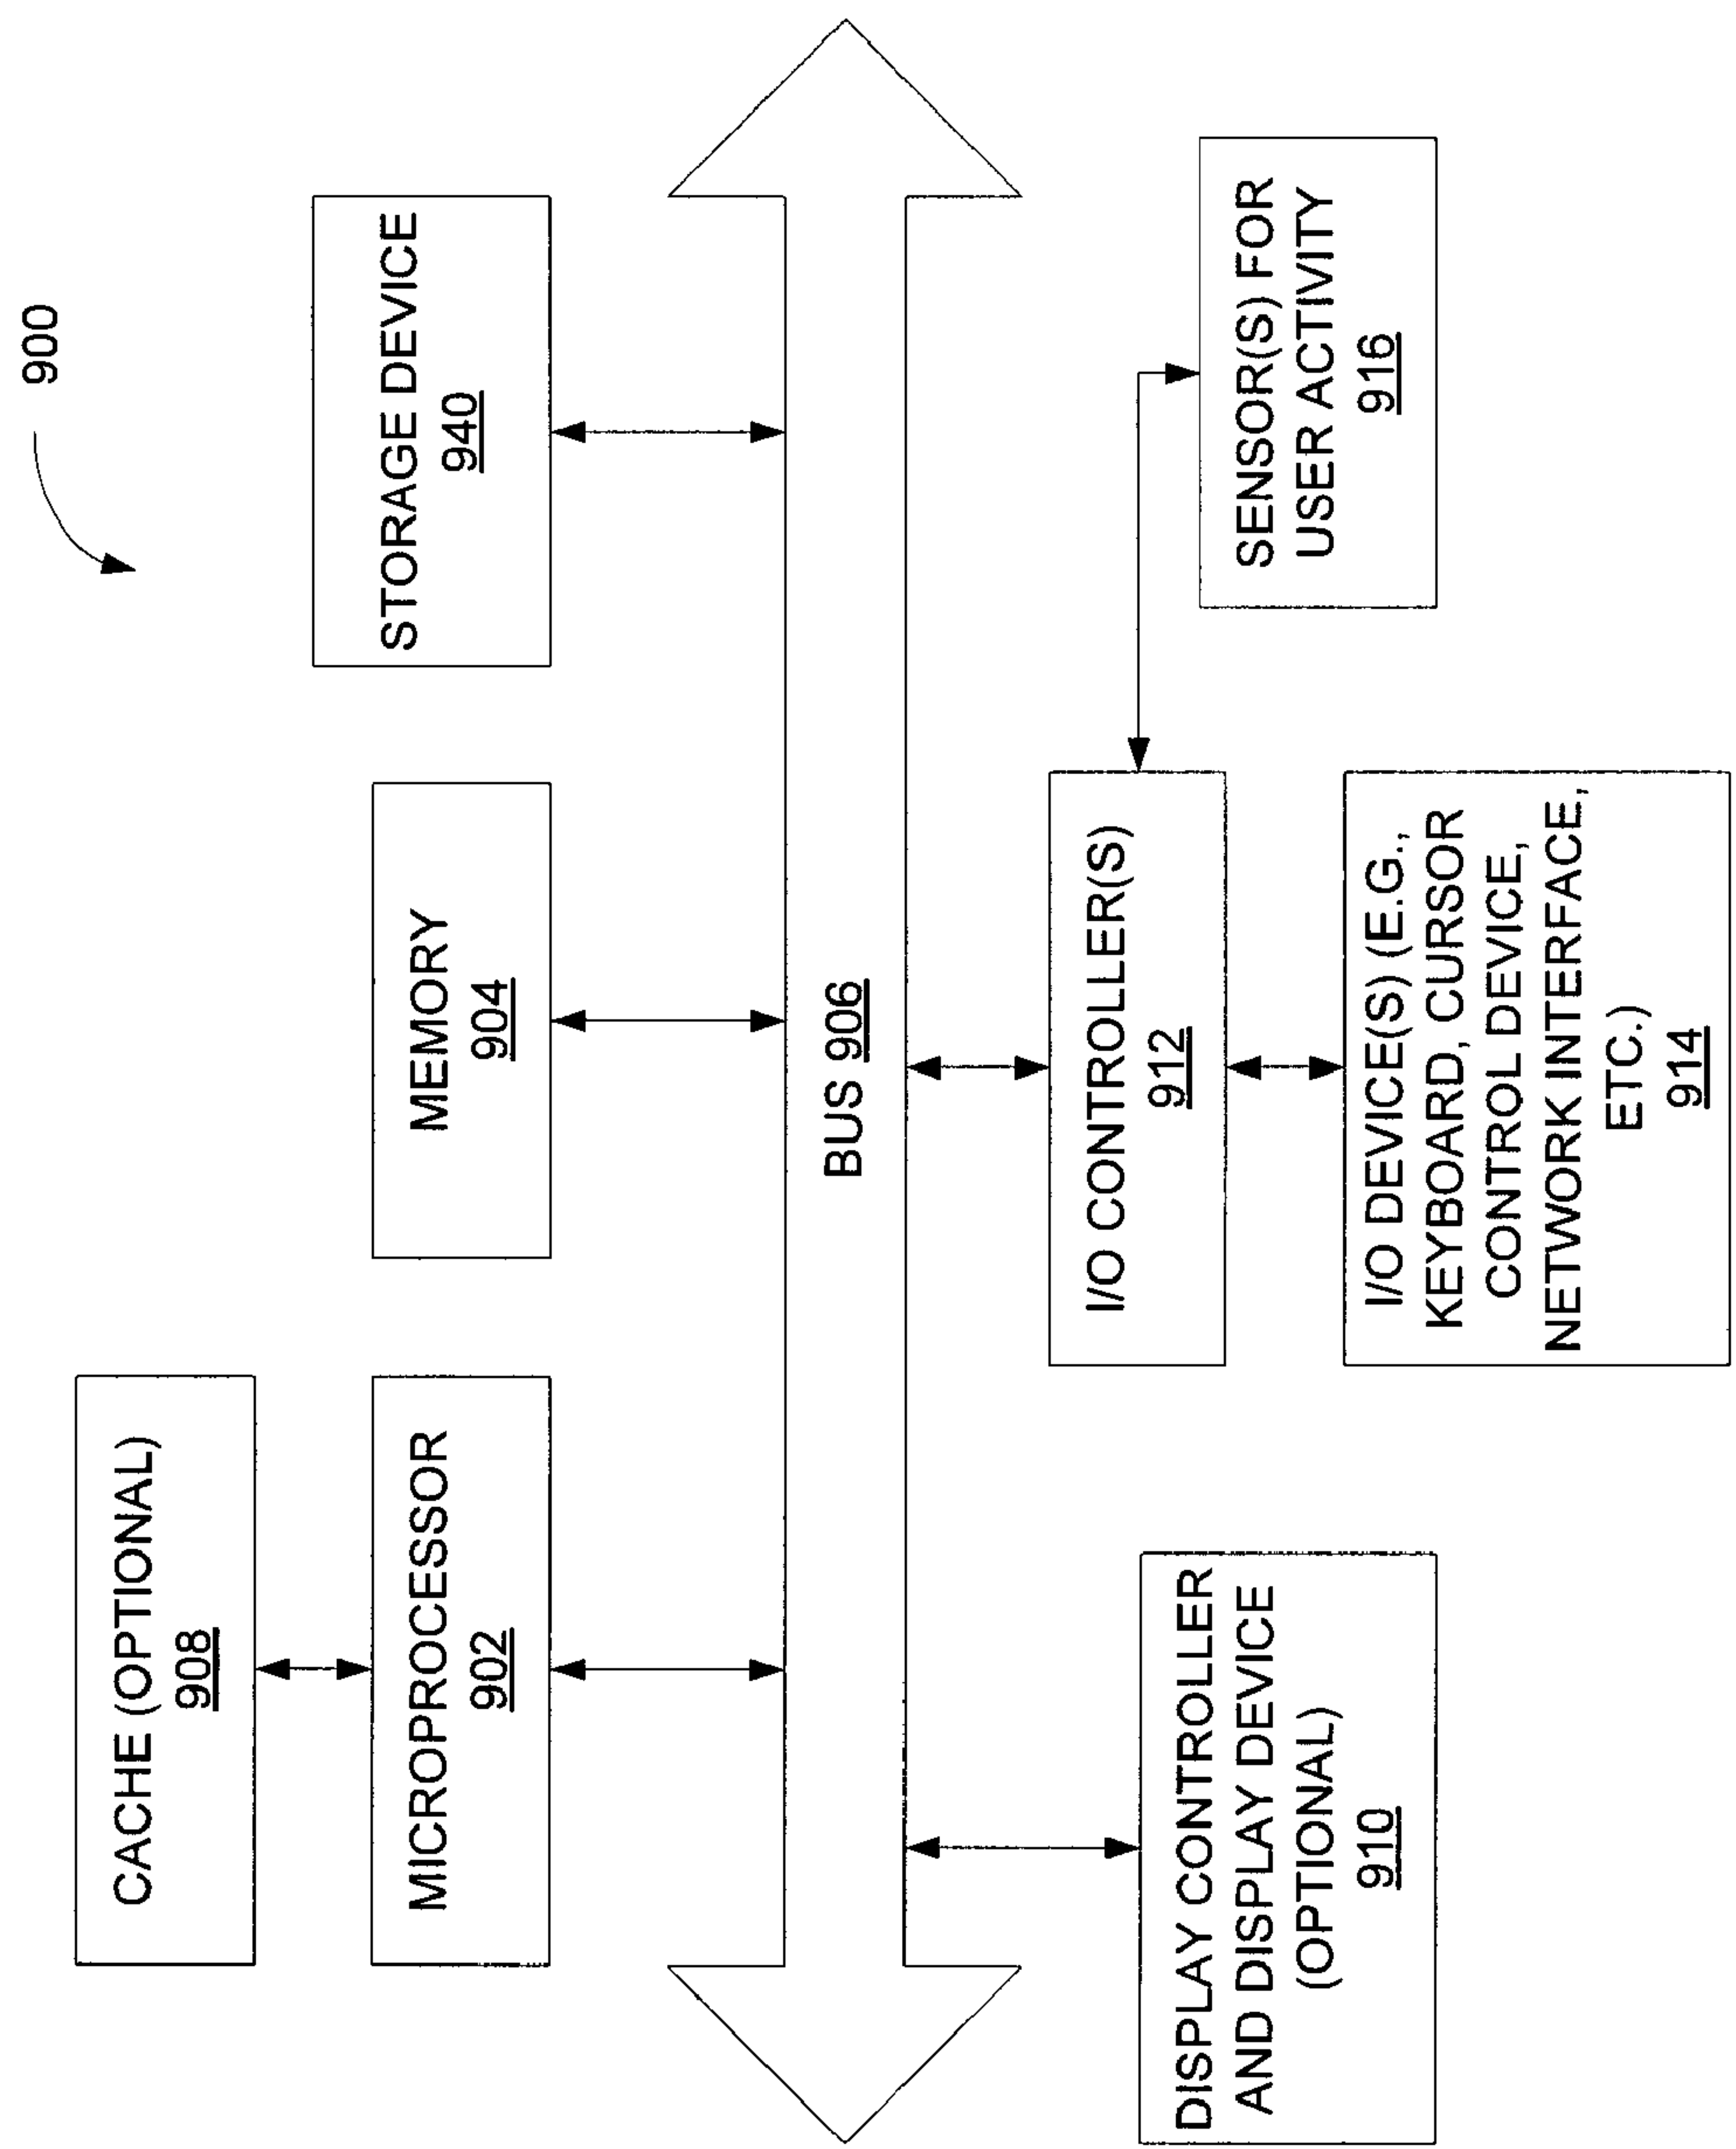 900
CACHE (OPTIONAL)
908
MICROPROCESSOR
902
MEMORY
904
STORAGE DEVICE
940
BUS 906
DISPLAY CONTROLLER
AND DISPLAY DEVICE
(OPTIONAL)
910
I/O CONTROLLER(S)
912
I/O DEVICE(S) (E.G.,
KEYBOARD, CURSOR
CONTROL DEVICE,
NETWORK INTERFACE,
ETC.)
914
SENSOR(S) FOR
USER ACTIVITY
916